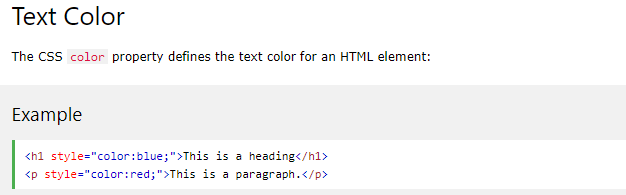 Text Color
The CSS color property defines the text color for an HTML element:
Example
<h1 style="color:blue;">This is a heading</h1>
<p style="color:red;">This is a paragraph.</p>